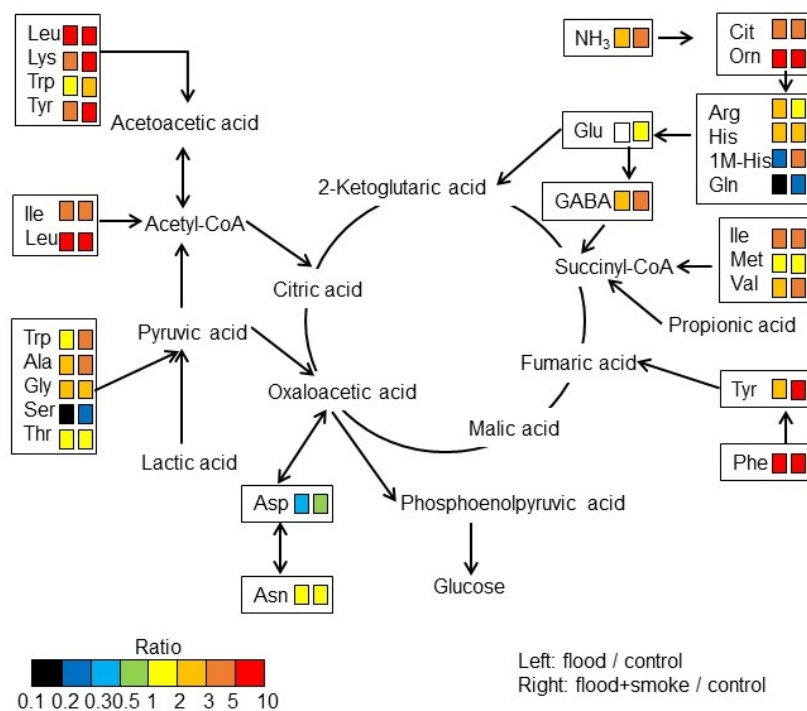 Leu
Lys
Trp
Tyr
NH3
Cit
Orn
Acetoacetic acid
Arg
His
1M-His
Gln
Glu
2-Ketoglutaric acid
GABA
Ile
Leu
Acetyl-CoA
Ile
Met
Val
Succinyl-CoA
Citric acid
Propionic acid
Trp
Ala
Gly
Ser
Thr
Pyruvic acid
Fumaric acid
Oxaloacetic acid
Tyr
Malic acid
Lactic acid
Phe
Asp
Phosphoenolpyruvic acid
Asn
Glucose
Ratio
0.1 0.2 0.30 0.5 1 2 3 5 10
Left: flood / control
Right: flood+smoke / control